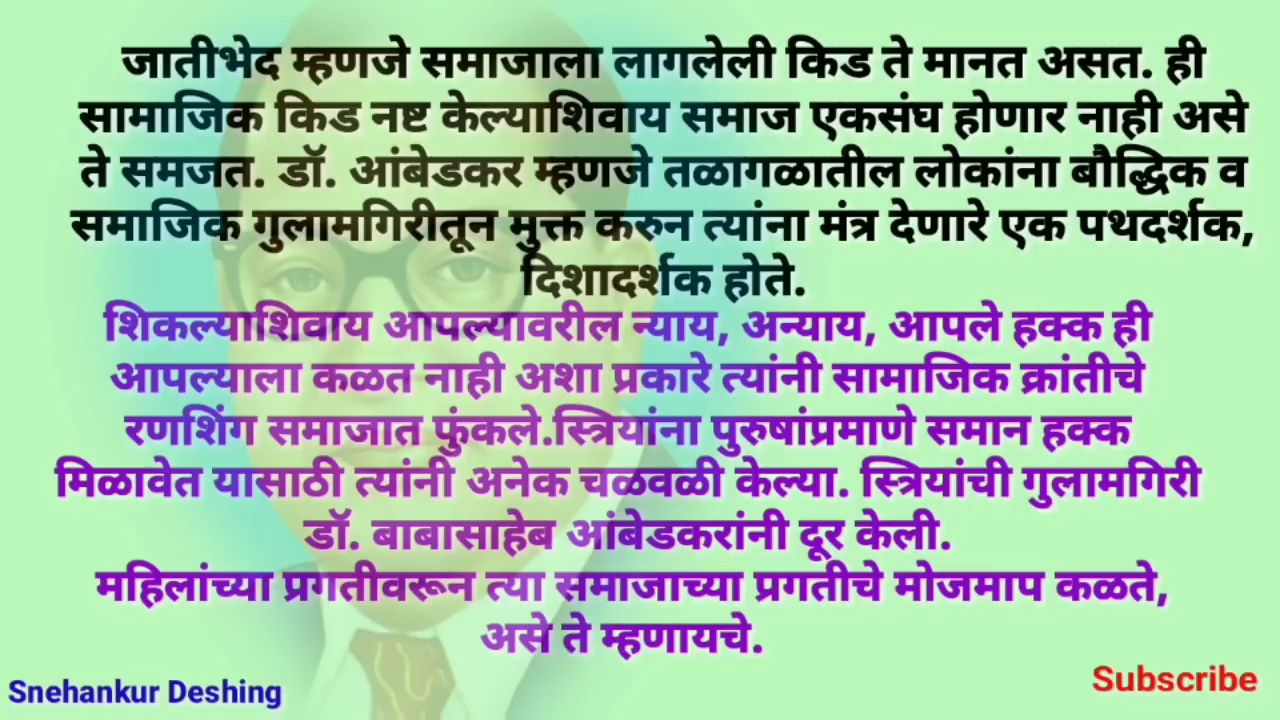 जातीभेद म्हणजे समाजाला लागलेली किड ते मानत असत. ही
सामाजिक किड नष्ट केल्याशिवाय समाज एकसंघ होणार नाही असे
ते समजत. डॉ. आंबेडकर म्हणजे तळागळातील लोकांना बौद्धिक व
समाजिक गुलामगिरीतून मुक्त करुन त्यांना मंत्र देणारे एक पथदर्शक,
दिशादर्शक होते.
शिकल्याशिवाय आपल्यावरील न्याय, अन्याय, आपले हक्क ही
आपल्याला कळत नाही अशा प्रकारे त्यांनी सामाजिक क्रांतीचे
रणशिंग समाजात फुंकले.स्त्रियांना पुरुषांप्रमाणे समान हक्क
मिळावेत यासाठी त्यांनी अनेक चळवळी केल्या. स्त्रियांची गुलामगिरी
डॉ. बाबासाहेब आंबेडकरांनी दूर केली.
महिलांच्या प्रगतीवरून त्या समाजाच्या प्रगतीचे मोजमाप कळते,
असे ते म्हणायचे.
Snehankur Deshing
Subscribe